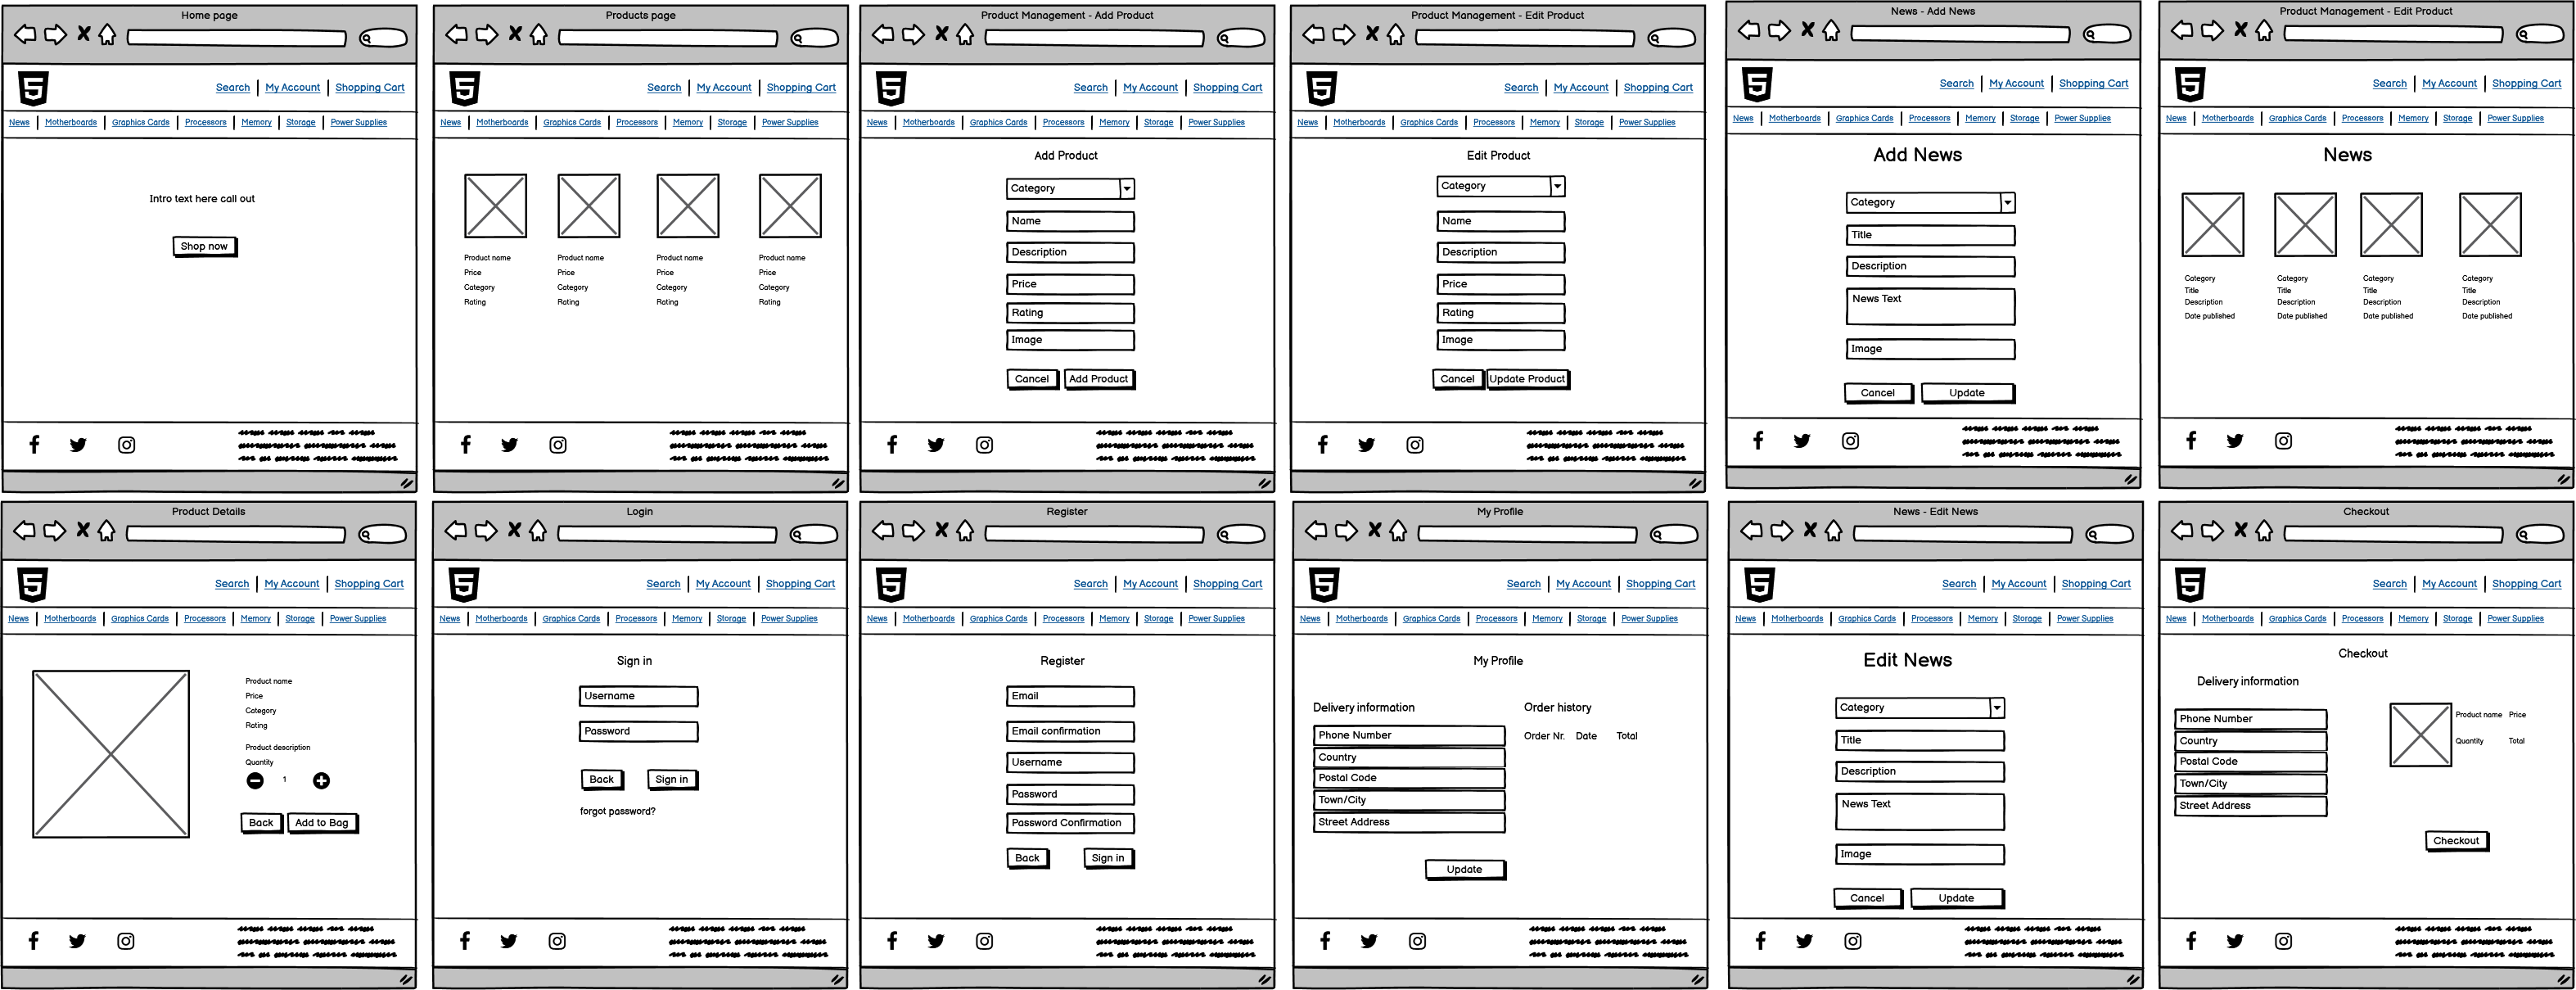 Home page
Search | My Account | Shopping Cart
News | Motherboards | Graphics Cards | Processors | Memory | Storage | Power Supplies
Intro text here call out
Shop now
Products page
Search | My Account | Shopping Cart
News | Motherboards | Graphics Cards | Processors | Memory | Storage | Power Supplies
Product name Product name Product name Product name
Price Price Price Price
Category Category Category Category
Rating Rating Rating Rating
Product Management - Add Product
Search | My Account | Shopping Cart
News | Motherboards | Graphics Cards | Processors | Memory | Storage | Power Supplies
Add Product
Category
Name
Description
Price
Rating
Image
Cancel Add Product
Product Management - Edit Product
Search | My Account | Shopping Cart
News | Motherboards | Graphics Cards | Processors | Memory | Storage | Power Supplies
Edit Product
Category
Name
Description
Price
Rating
Image
Cancel Update Product
News - Add News
Search | My Account | Shopping Cart
News | Motherboards | Graphics Cards | Processors | Memory | Storage | Power Supplies
Add News
Category
Title
Description
News Text
Image
Cancel Update
Product Management - Edit Product
Search | My Account | Shopping Cart
News | Motherboards | Graphics Cards | Processors | Memory | Storage | Power Supplies
News
Category Category Category Category
Title Title Title Title
Description Description Description Description
Date published Date published Date published Date published
Product Details
Search | My Account | Shopping Cart
News | Motherboards | Graphics Cards | Processors | Memory | Storage | Power Supplies
Product name
Price
Category
Rating
Product description
Quantity
1
Back Add to Bag
Login
Search | My Account | Shopping Cart
News | Motherboards | Graphics Cards | Processors | Memory | Storage | Power Supplies
Sign in
Username
Password
Back Sign in
forgot password?
Register
Search | My Account | Shopping Cart
News | Motherboards | Graphics Cards | Processors | Memory | Storage | Power Supplies
Register
Email
Email confirmation
Username
Password
Password Confirmation
Back Sign in
My Profile
Search | My Account | Shopping Cart
News | Motherboards | Graphics Cards | Processors | Memory | Storage | Power Supplies
My Profile
Delivery information Order history
Phone Number Order Nr. Date Total
Country
Postal Code
Town/City
Street Address
Update
News - Edit News
Search | My Account | Shopping Cart
News | Motherboards | Graphics Cards | Processors | Memory | Storage | Power Supplies
Edit News
Category
Title
Description
News Text
Image
Cancel Update
Checkout
Search | My Account | Shopping Cart
News | Motherboards | Graphics Cards | Processors | Memory | Storage | Power Supplies
Checkout
Delivery information
Phone Number Product name Price
Country Quantity Total
Postal Code
Town/City
Street Address
Checkout